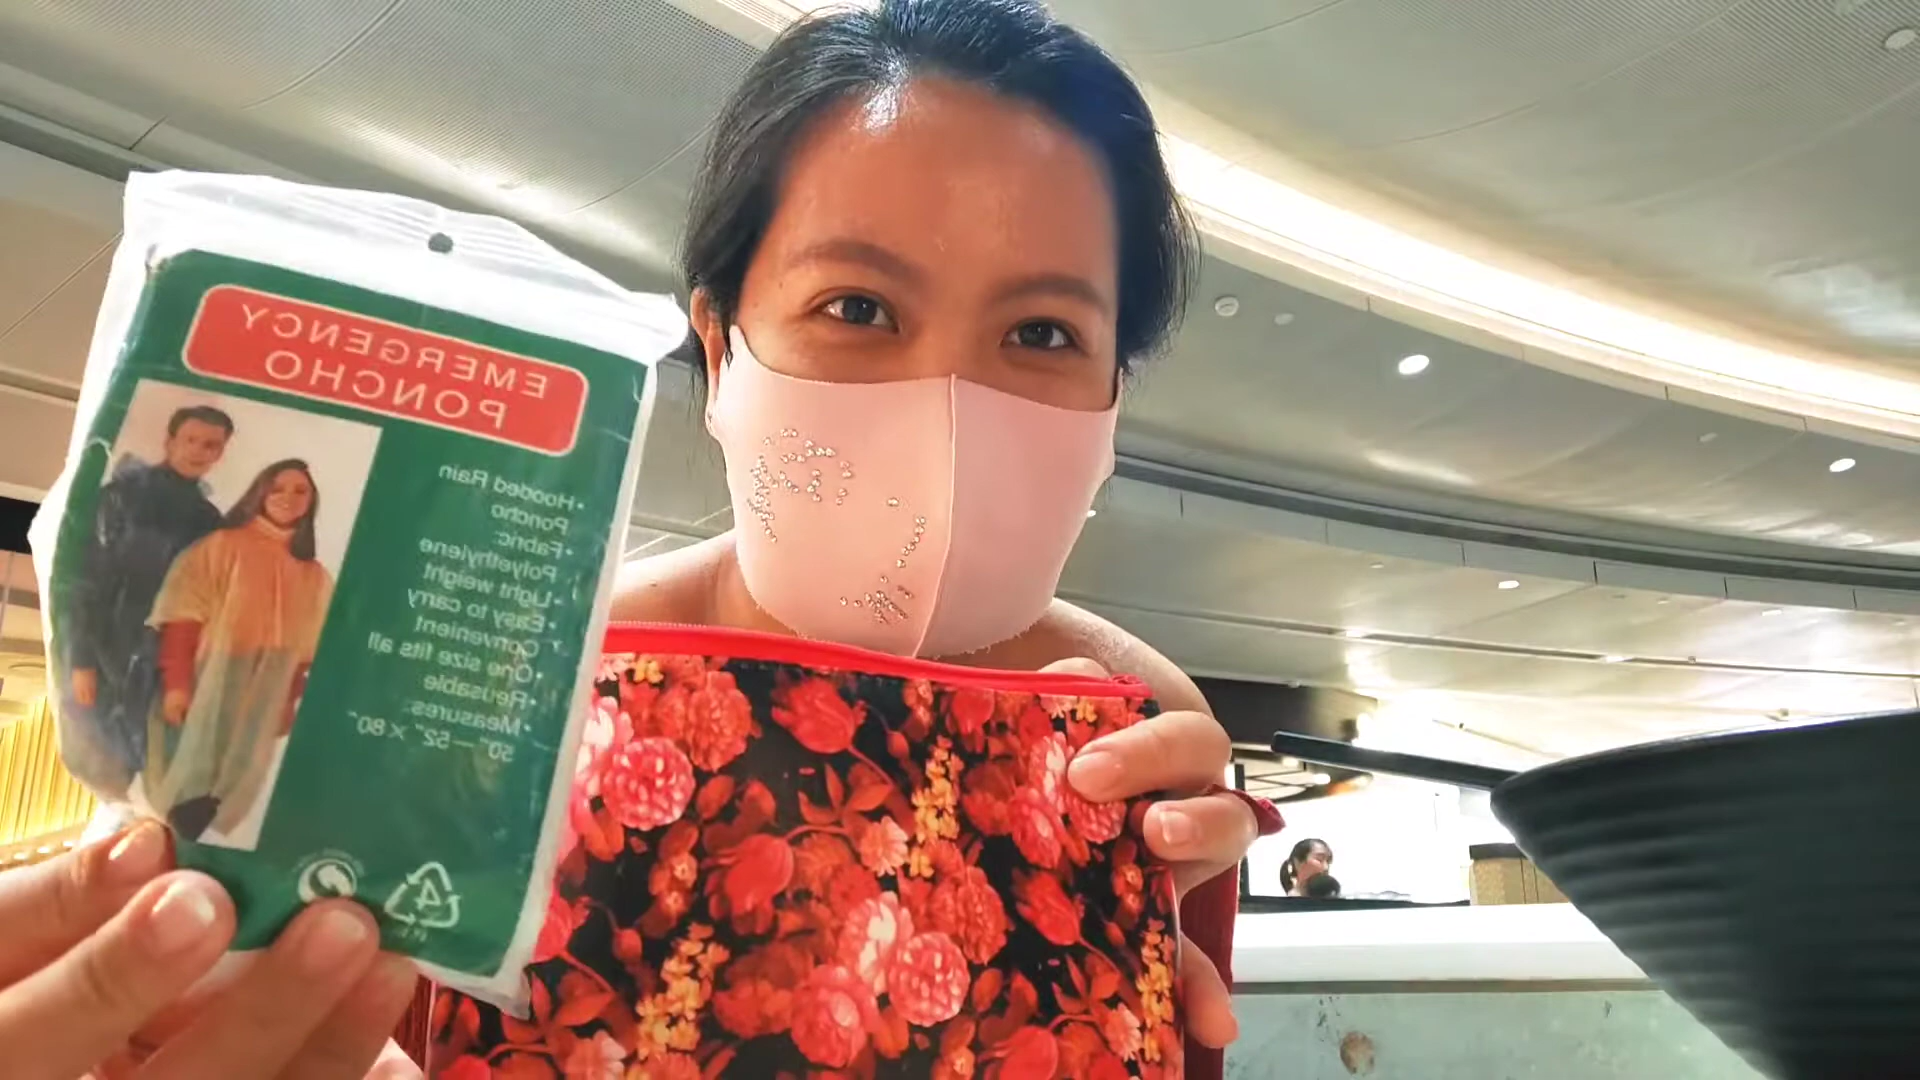 EMERGENCY
PONCHO
• Hooded Rain
Poncho
• Fabric:
Polyethylene
• Light weight
• Easy to carry
• Convenient
• One size fits all
• Reusable
• Measures:
50" — 52" × 80"
4